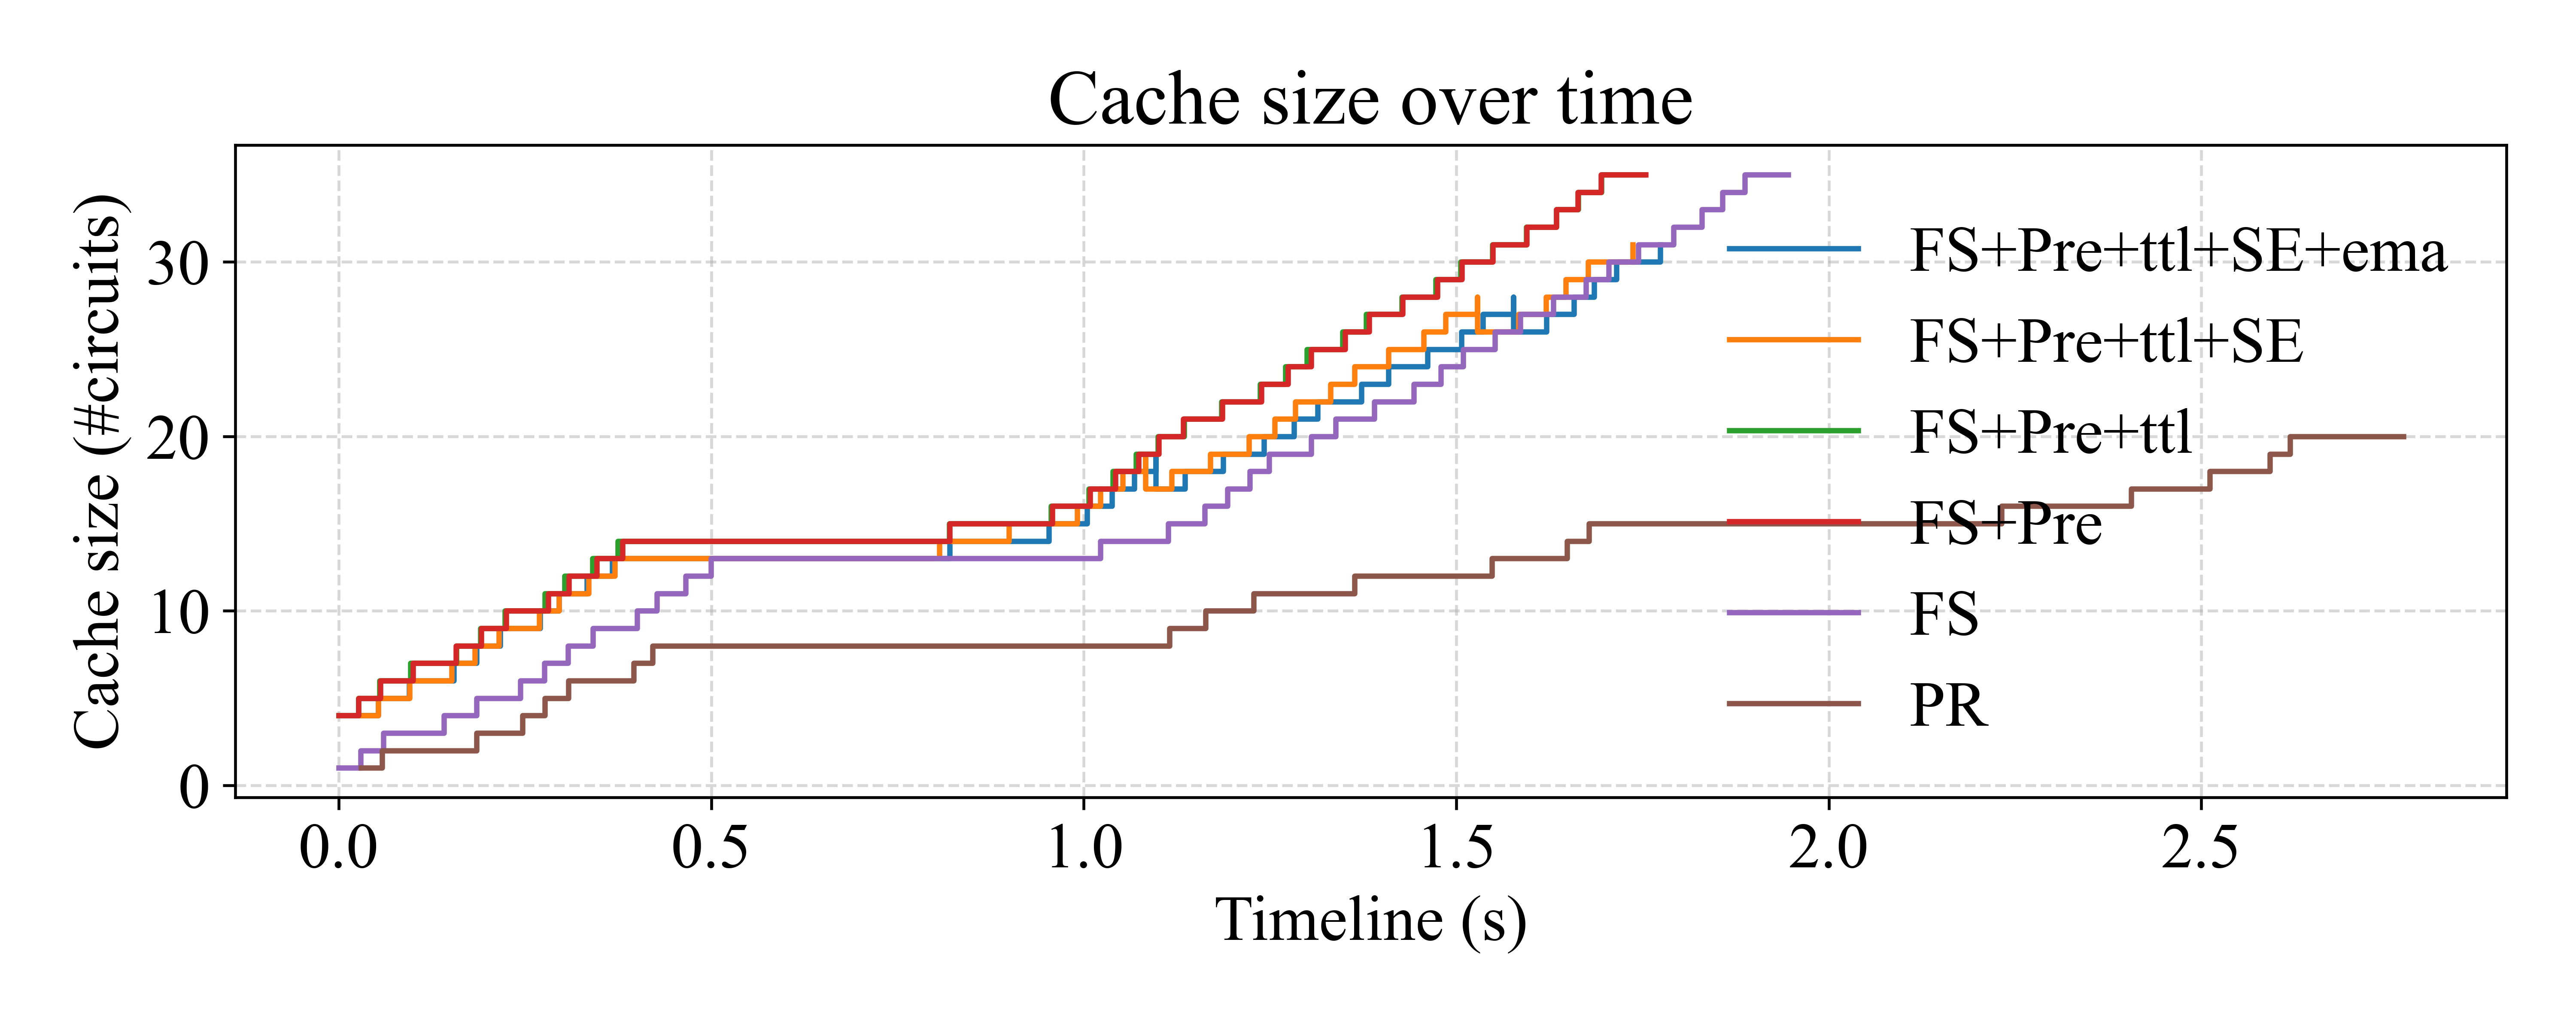 Cache size over time
Cache size (#circuits)
30
20
10
0
FS+Pre+ttl+SE+ema
FS+Pre+ttl+SE
FS+Pre+ttl
FS+Pre
FS
PR
0.0 0.5 1.0 1.5 2.0 2.5
Timeline (s)